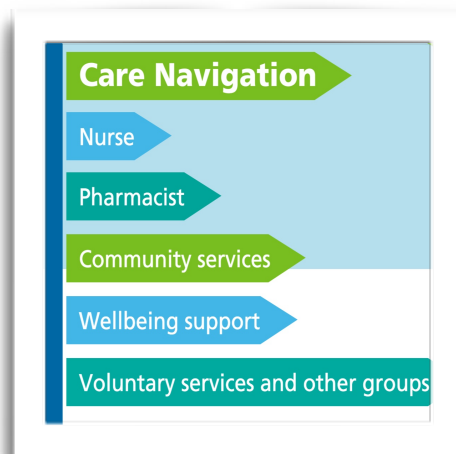 Care Navigation
Nurse
Pharmacist
Community services
Wellbeing support
Voluntary services and other groups